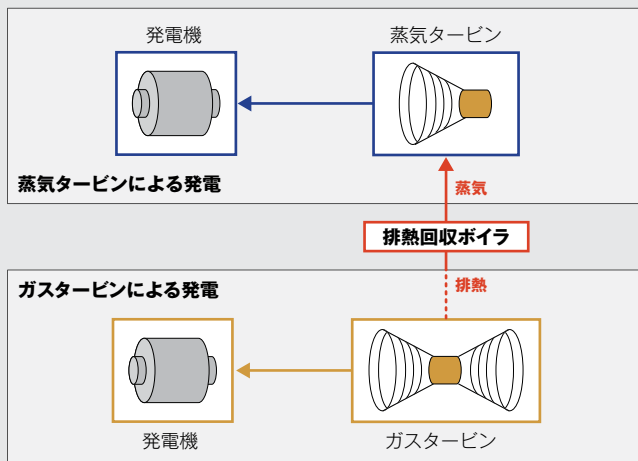 発電機
蒸気タービン
蒸気タービンによる発電
蒸気
排熱回収ボイラ
排熱
ガスタービンによる発電
発電機
ガスタービン